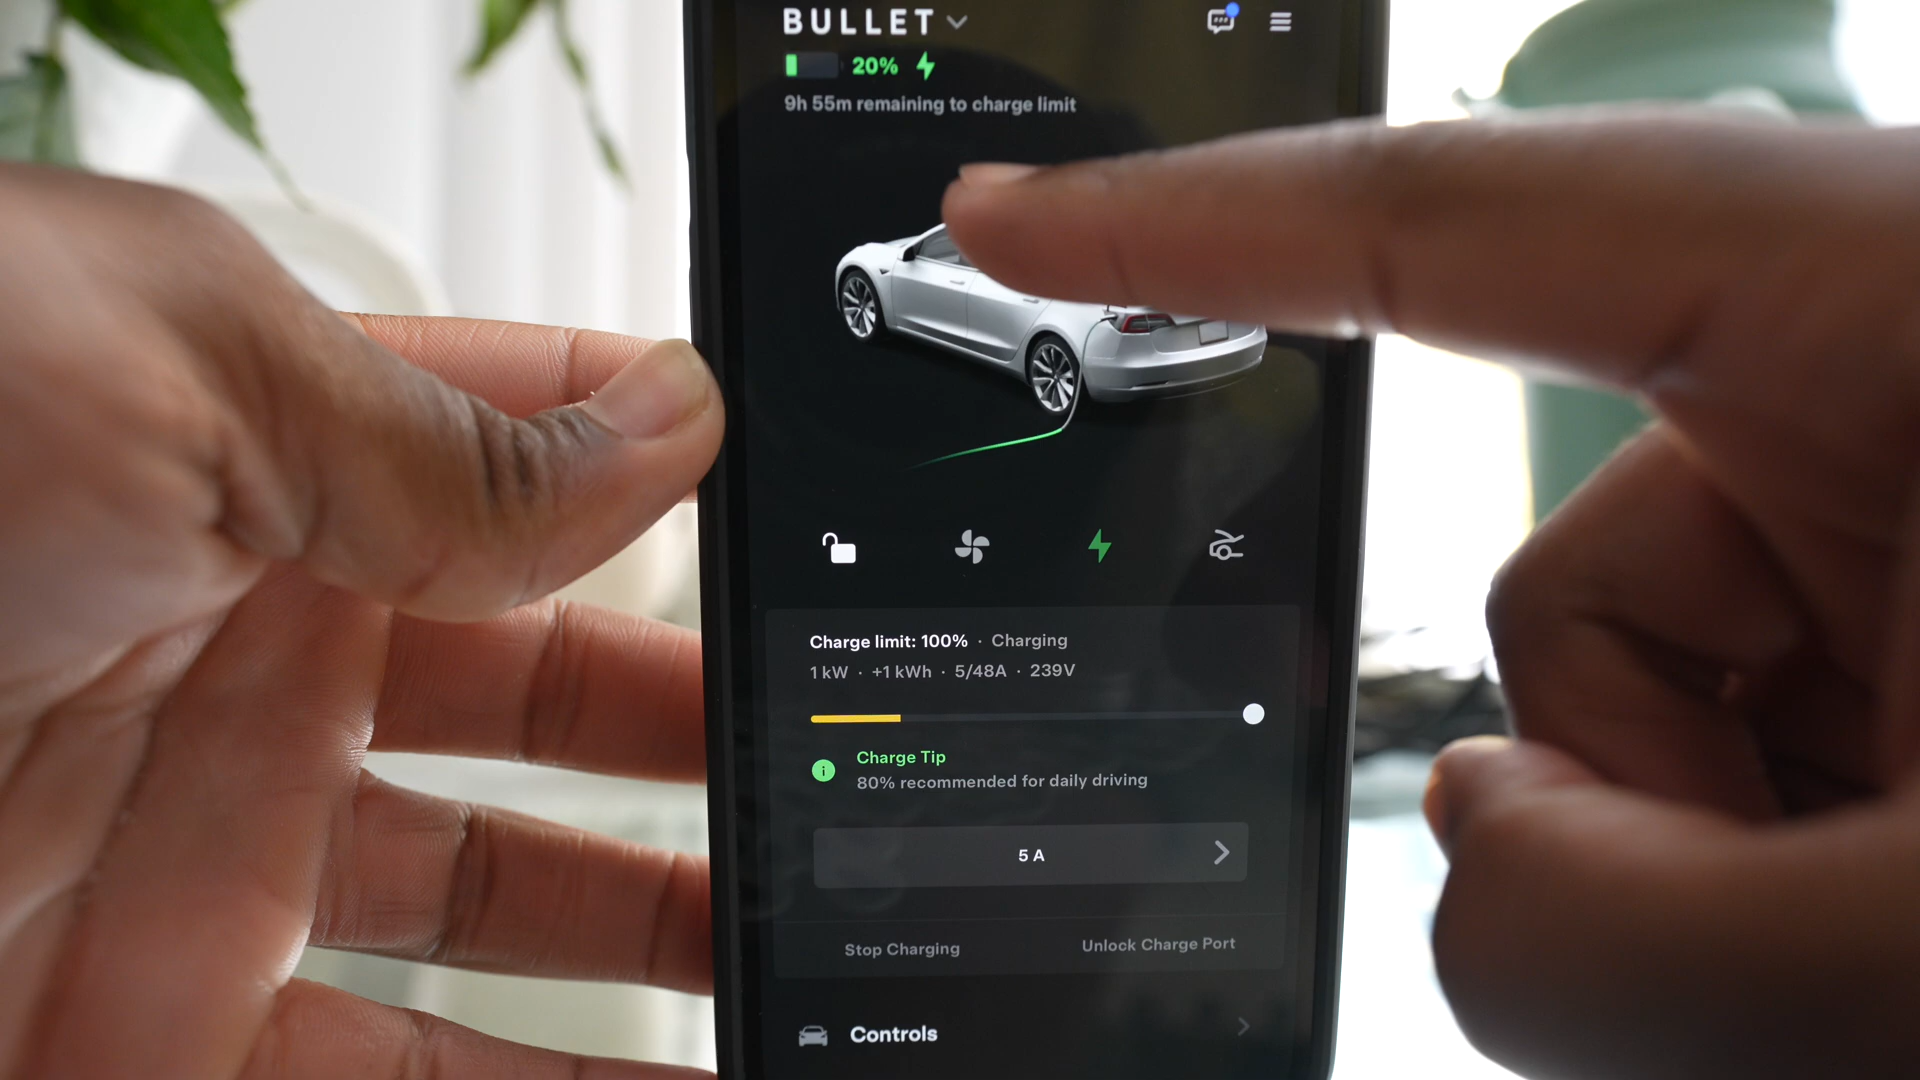 BULLET
20%
9h 55m remaining to charge limit
Charge limit: 100% · Charging
1 kW · +1 kWh · 5/48A · 239V
Charge Tip
80% recommended for daily driving
5 A
Stop Charging
Unlock Charge Port
Controls